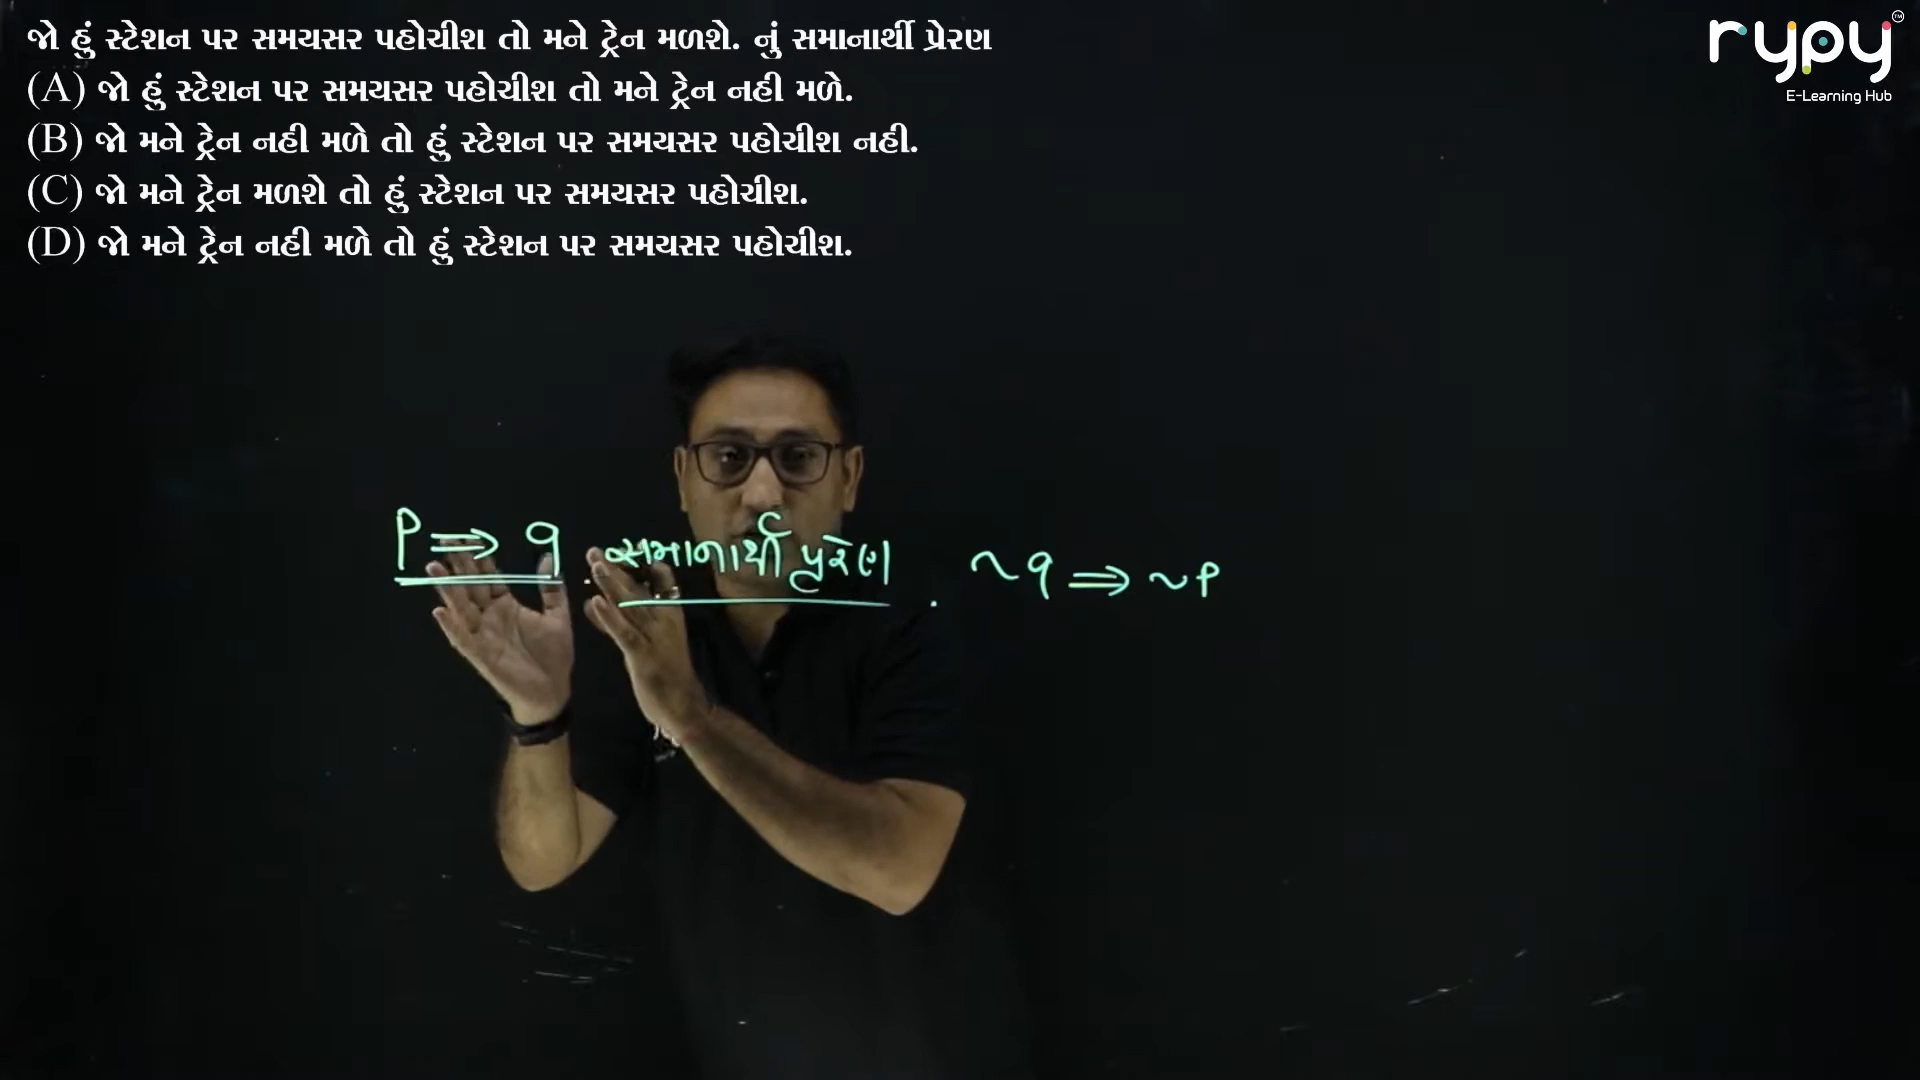 જો હું સ્ટેશન પર સમયસર પહોચીશ તો મને ટ્રેન મળશે. નું સમાનાર્થી પ્રેરણ
(A) જો હું સ્ટેશન પર સમયસર પહોચીશ તો મને ટ્રેન નહી મળે.
(B) જો મને ટ્રેન નહી મળે તો હું સ્ટેશન પર સમયસર પહોચીશ નહી.
(C) જો મને ટ્રેન મળશે તો હું સ્ટેશન પર સમયસર પહોચીશ.
(D) જો મને ટ્રેન નહી મળે તો હું સ્ટેશન પર સમયસર પહોચીશ.
rypy TM
E-Learning Hub
P ⇒ q . સમાનાર્થી પ્રેરણ . ~q ⇒ ~p